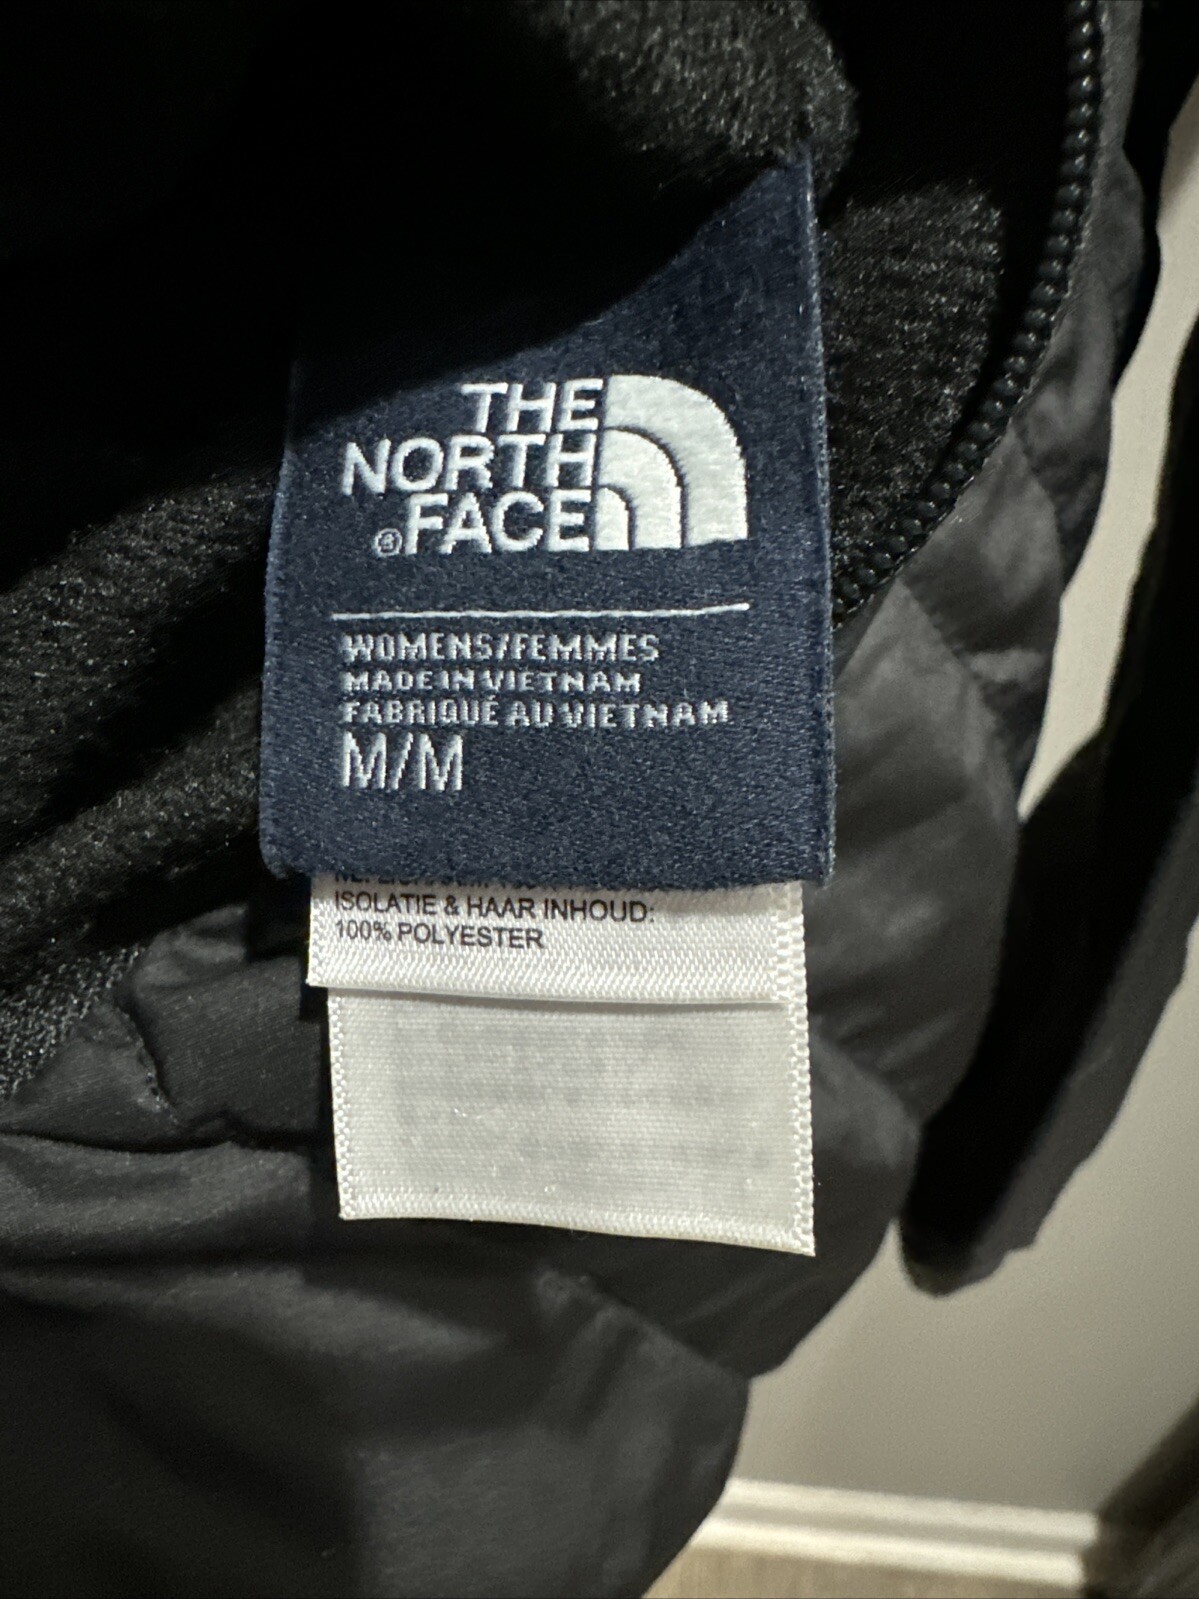 THE
NORTH
®FACE
WOMENS/FEMMES
MADE IN VIETNAM
FABRIQUÉ AU VIETNAM
M/M
ISOLATIE & HAAR INHOUD:
100% POLYESTER